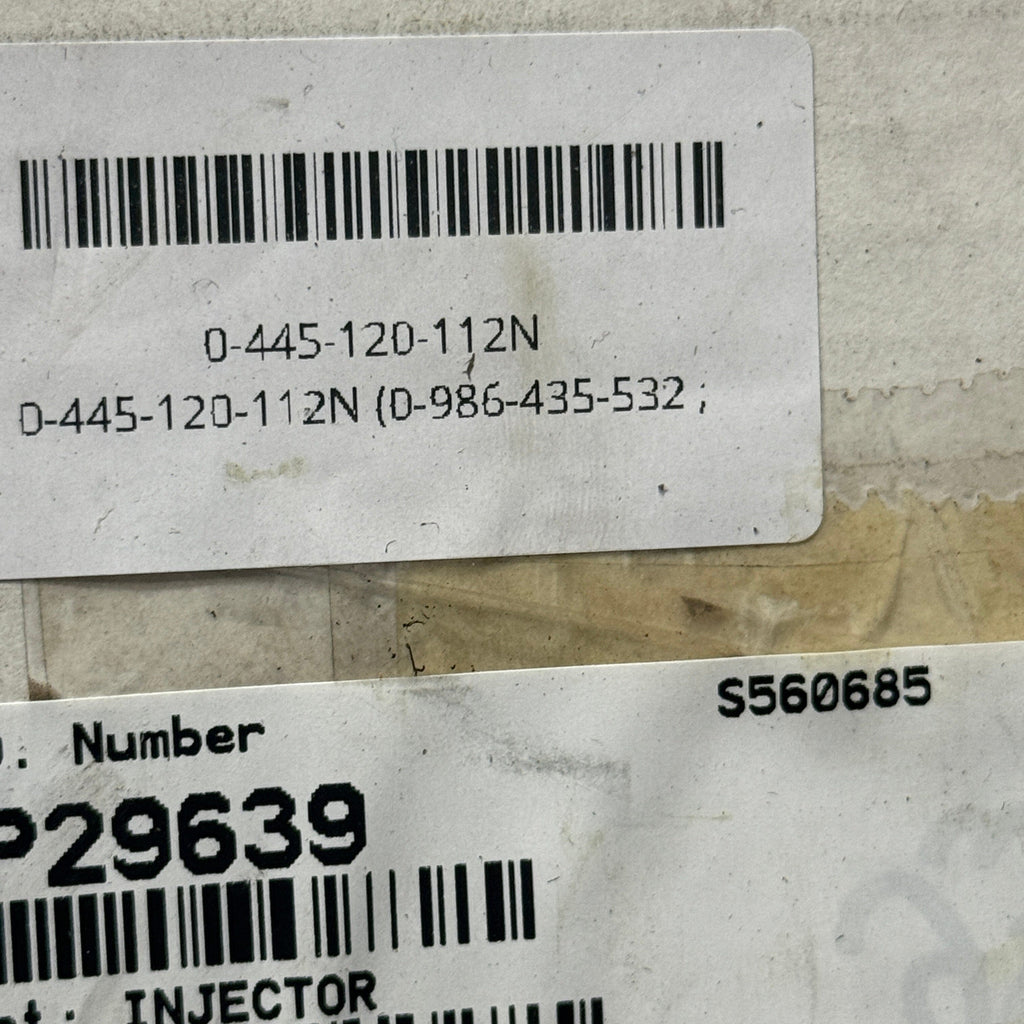 0-445-120-112N
0-445-120-112N (0-986-435-532 ;
S560685
. Number
P29639
INJECTOR